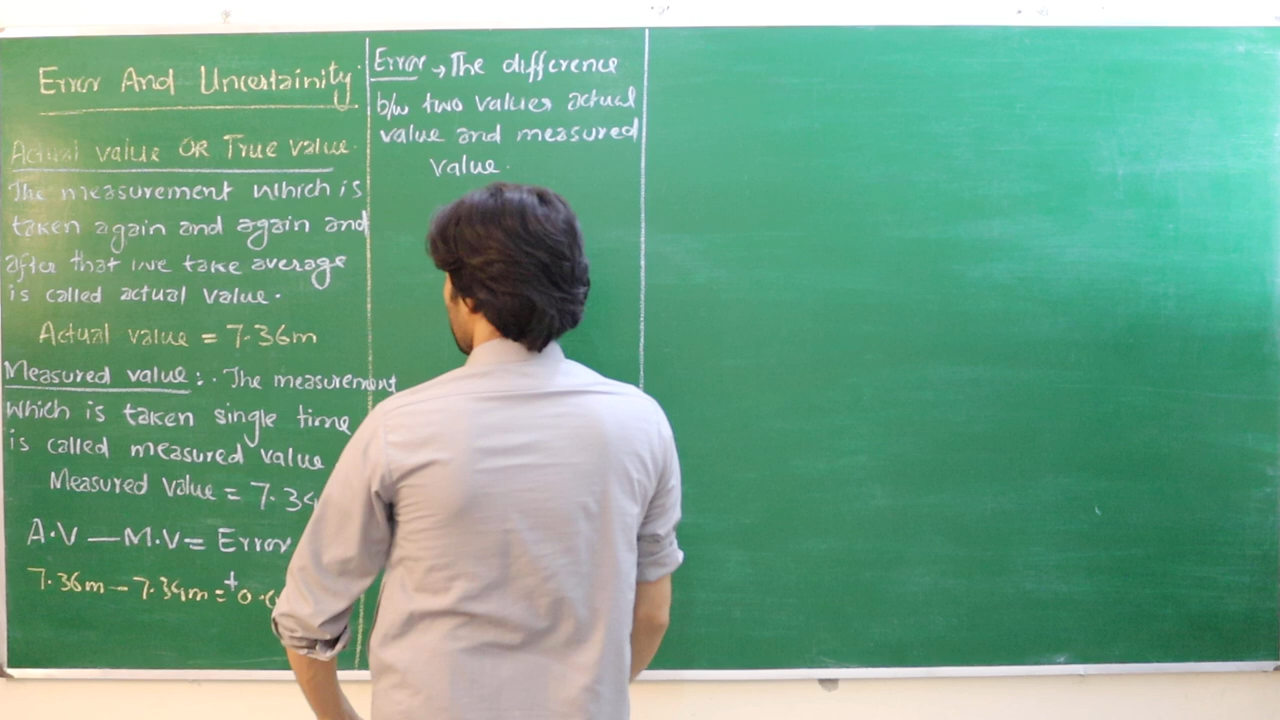 Error And Uncertainity
Actual value OR True value.
The measurement which is
taken again and again and
after that we take average
is called actual value.
Actual value = 7.36m
Measured value :. The measurement
which is taken single time
is called measured value
Measured value = 7.34
A.V — M.V = Error
7.36m - 7.34m = + 0.
Error → The difference
b/w two values actual
value and measured
value.